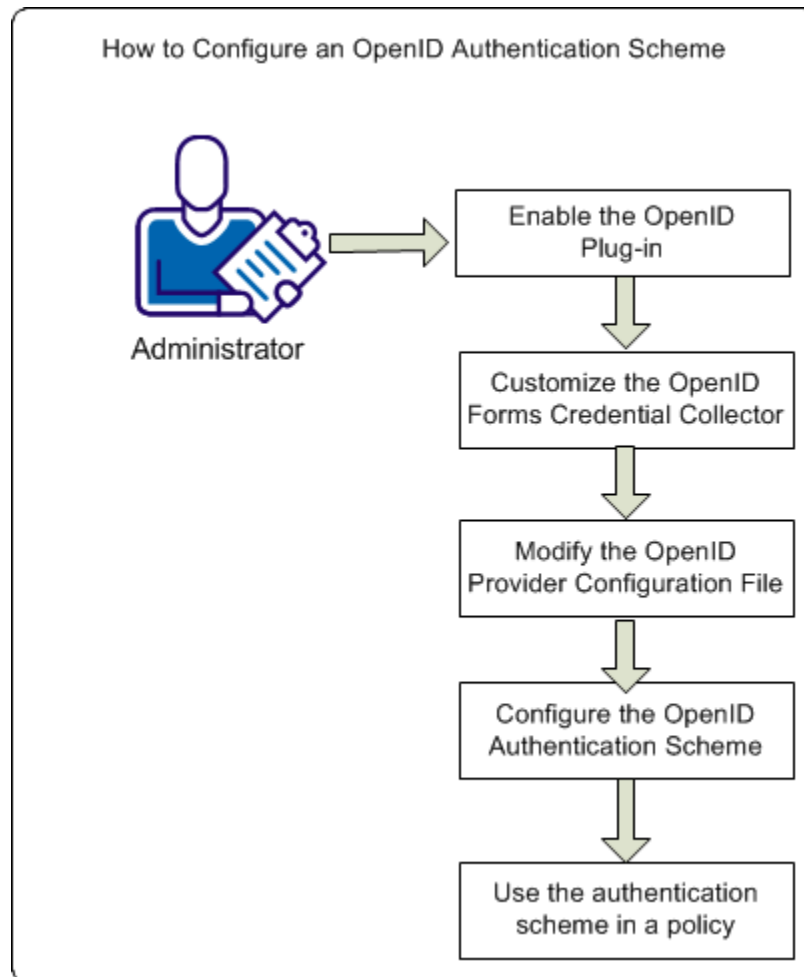 How to Configure an OpenID Authentication Scheme
Administrator
Enable the OpenID
Plug-in
Customize the OpenID
Forms Credential Collector
Modify the OpenID
Provider Configuration File
Configure the OpenID
Authentication Scheme
Use the authentication
scheme in a policy